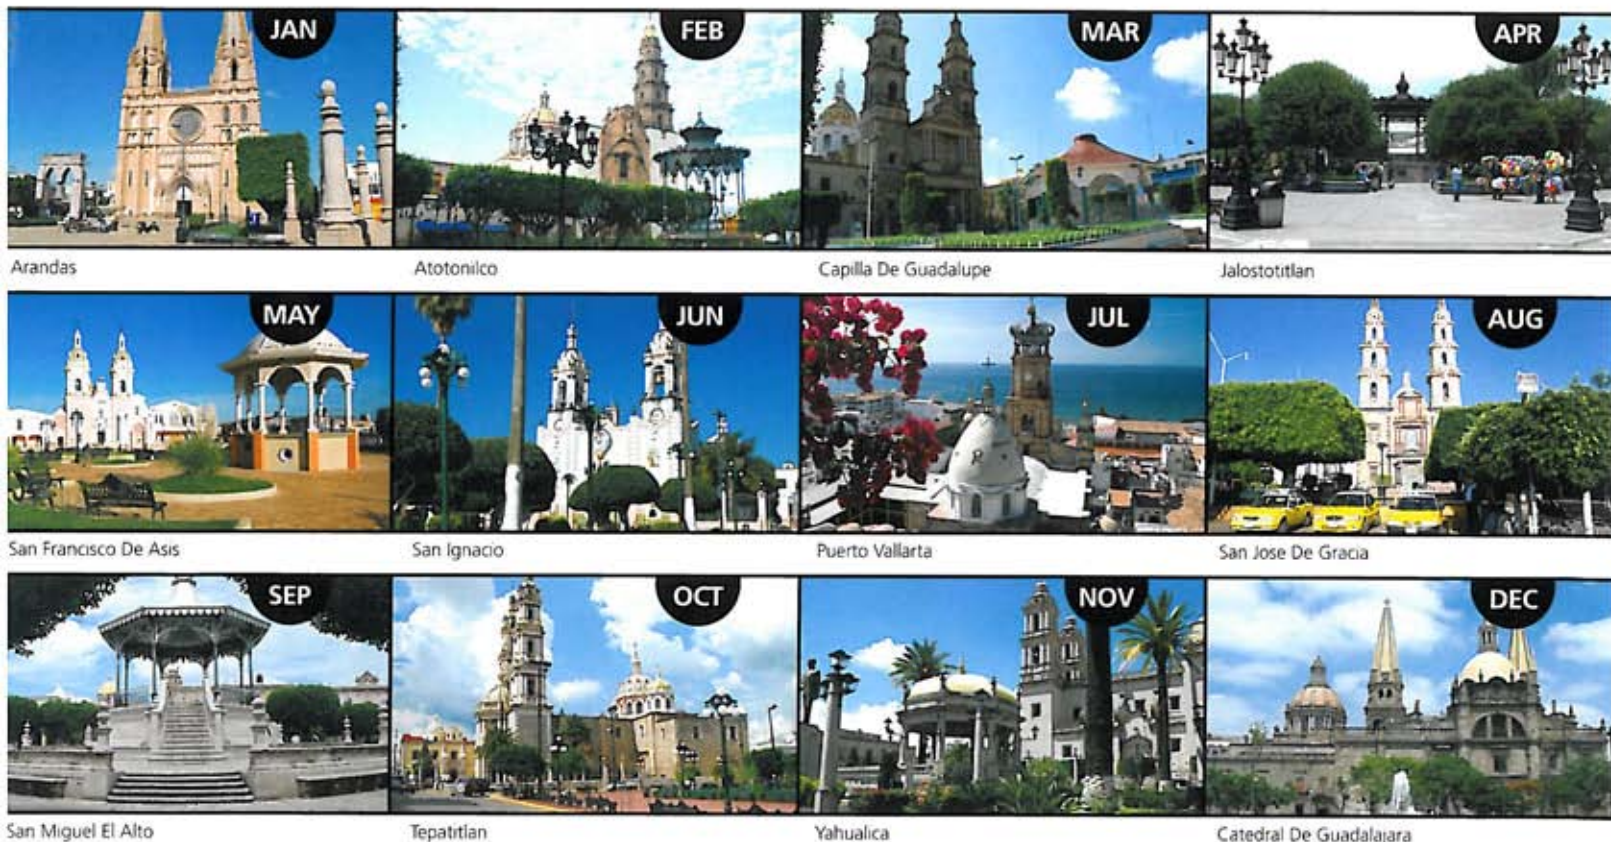 JAN
FEB
MAR
APR
Arandas
Atotonilco
Capilla De Guadalupe
Jalostotitlan
MAY
JUN
JUL
AUG
San Francisco De Asis
San Ignacio
Puerto Vallarta
San Jose De Gracia
SEP
OCT
NOV
DEC
San Miguel El Alto
Tepatitlan
Yahualica
Catedral De Guadalajara